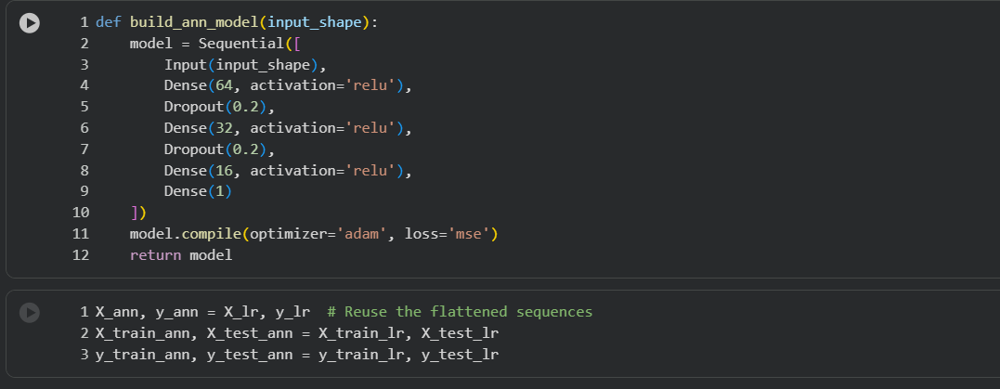 1 def build_ann_model(input_shape):
2     model = Sequential([
3         Input(input_shape),
4         Dense(64, activation='relu'),
5         Dropout(0.2),
6         Dense(32, activation='relu'),
7         Dropout(0.2),
8         Dense(16, activation='relu'),
9         Dense(1)
10     ])
11     model.compile(optimizer='adam', loss='mse')
12     return model
1 X_ann, y_ann = X_lr, y_lr  # Reuse the flattened sequences
2 X_train_ann, X_test_ann = X_train_lr, X_test_lr
3 y_train_ann, y_test_ann = y_train_lr, y_test_lr